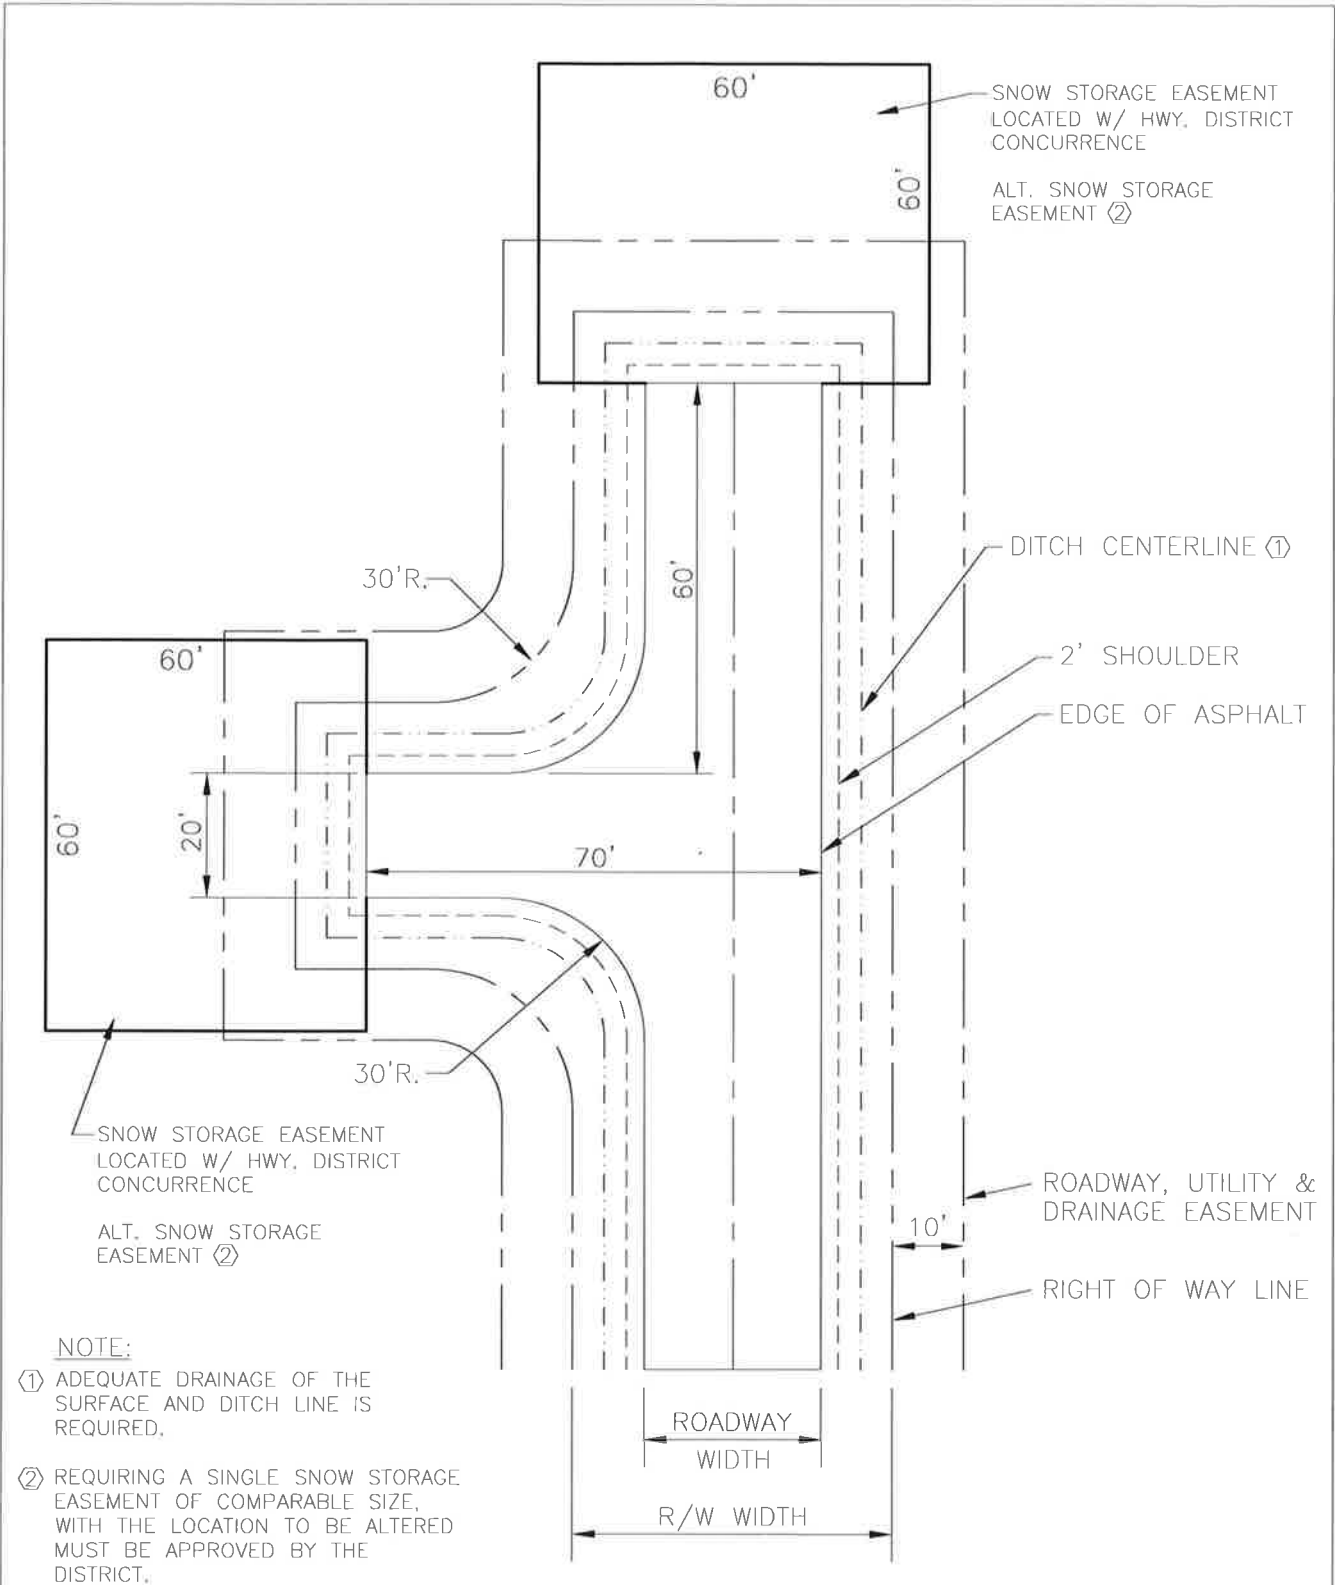 60'
SNOW STORAGE EASEMENT
LOCATED W/ HWY. DISTRICT
CONCURRENCE
60'
ALT. SNOW STORAGE
EASEMENT 2
DITCH CENTERLINE 1
30'R.
60'
2' SHOULDER
60'
EDGE OF ASPHALT
60'
20'
70'
30'R.
SNOW STORAGE EASEMENT
LOCATED W/ HWY. DISTRICT
CONCURRENCE
ALT. SNOW STORAGE
EASEMENT 2
ROADWAY, UTILITY &
DRAINAGE EASEMENT
10'
RIGHT OF WAY LINE
NOTE:
1 ADEQUATE DRAINAGE OF THE
SURFACE AND DITCH LINE IS
REQUIRED.
2 REQUIRING A SINGLE SNOW STORAGE
EASEMENT OF COMPARABLE SIZE,
WITH THE LOCATION TO BE ALTERED
MUST BE APPROVED BY THE
DISTRICT.
ROADWAY
WIDTH
R/W WIDTH